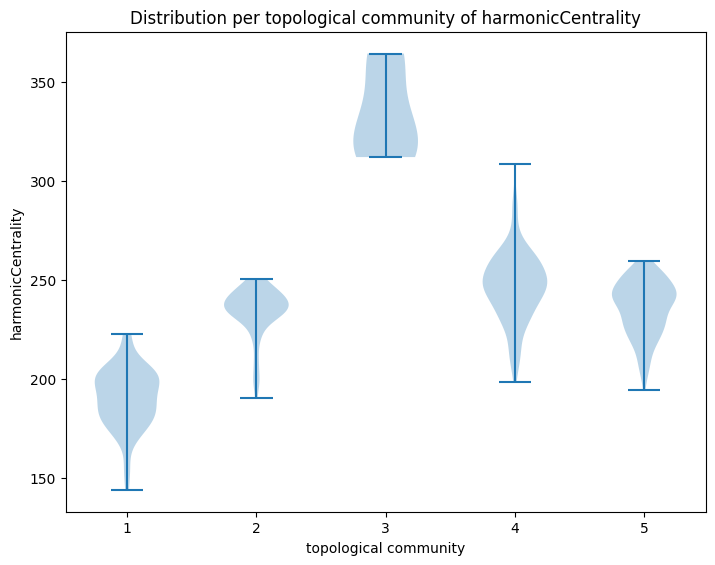 Distribution per topological community of harmonicCentrality
harmonicCentrality
350
300
250
200
150
1 2 3 4 5
topological community